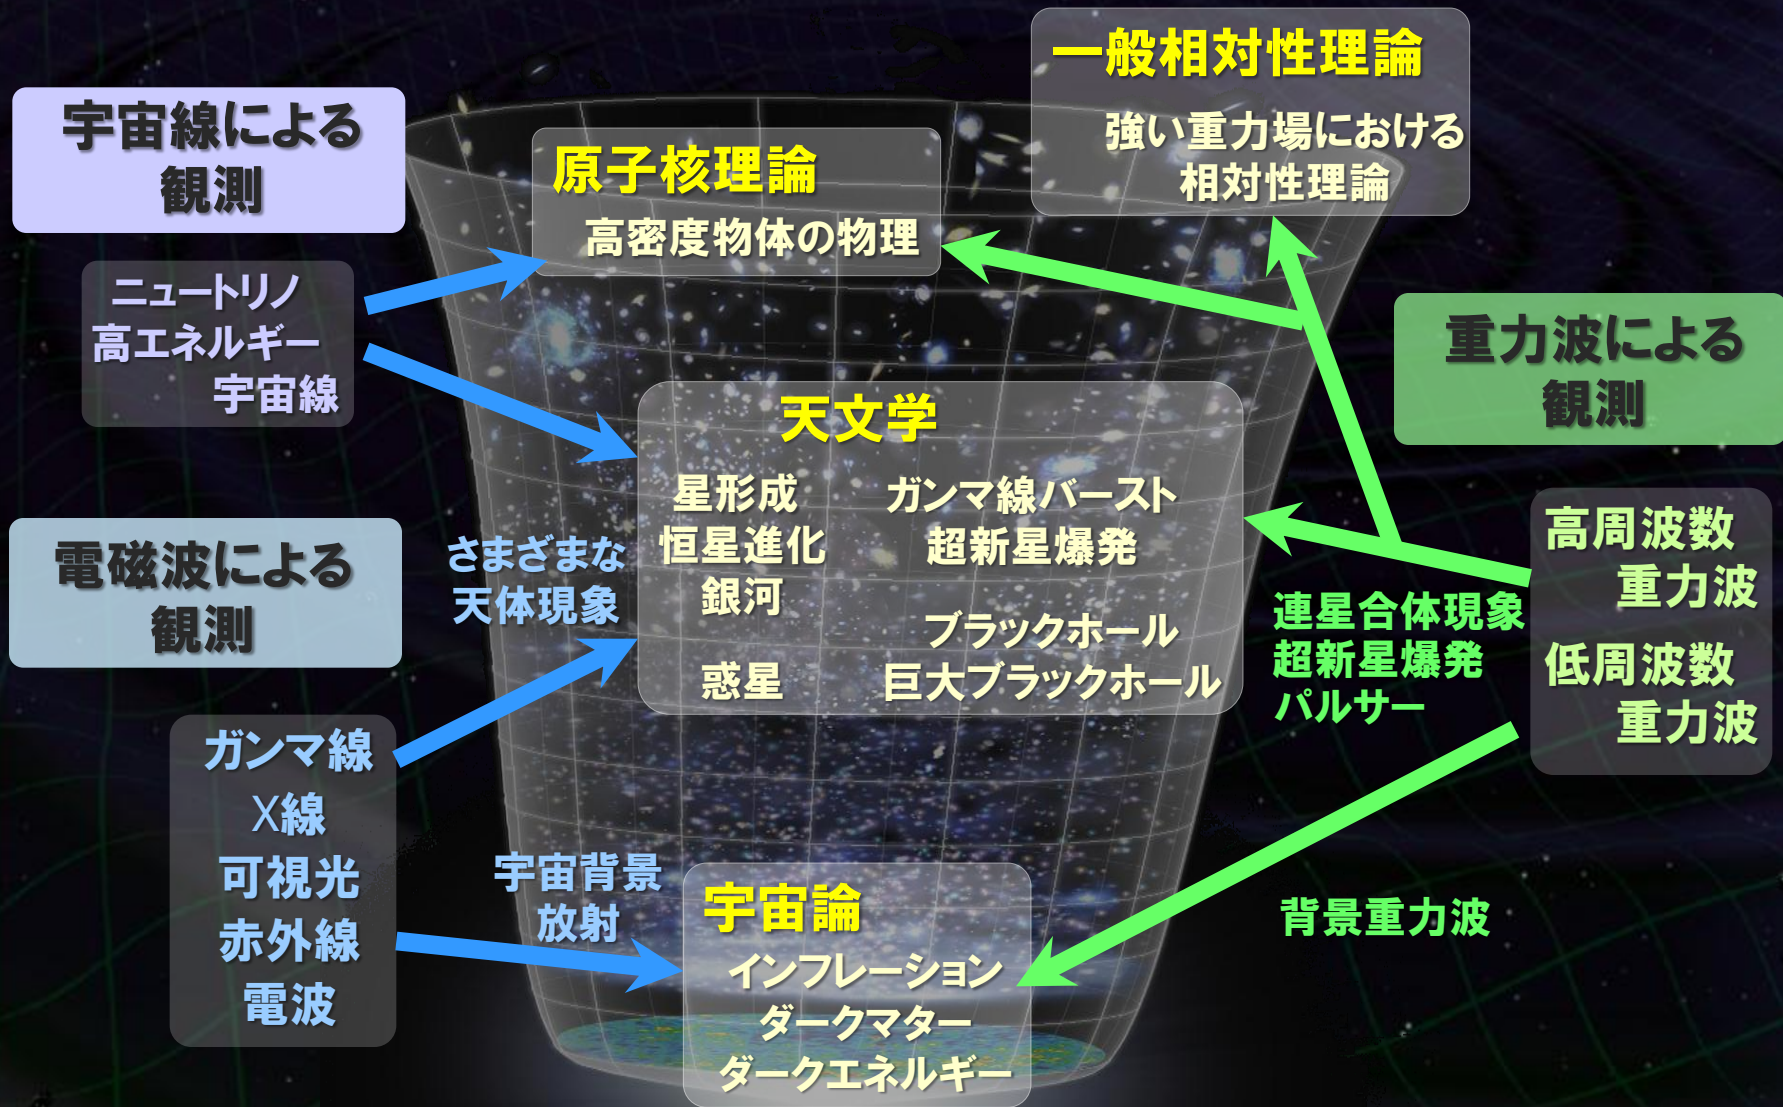 一般相対性理論
強い重力場における
相対性理論
宇宙線による
観測
原子核理論
高密度物体の物理
ニュートリノ
高エネルギー
宇宙線
重力波による
観測
天文学
星形成
恒星進化
銀河
惑星
ガンマ線バースト
超新星爆発
ブラックホール
巨大ブラックホール
電磁波による
観測
さまざまな
天体現象
高周波数
重力波
低周波数
重力波
連星合体現象
超新星爆発
パルサー
ガンマ線
X線
可視光
赤外線
電波
宇宙背景
放射
宇宙論
インフレーション
ダークマター
ダークエネルギー
背景重力波